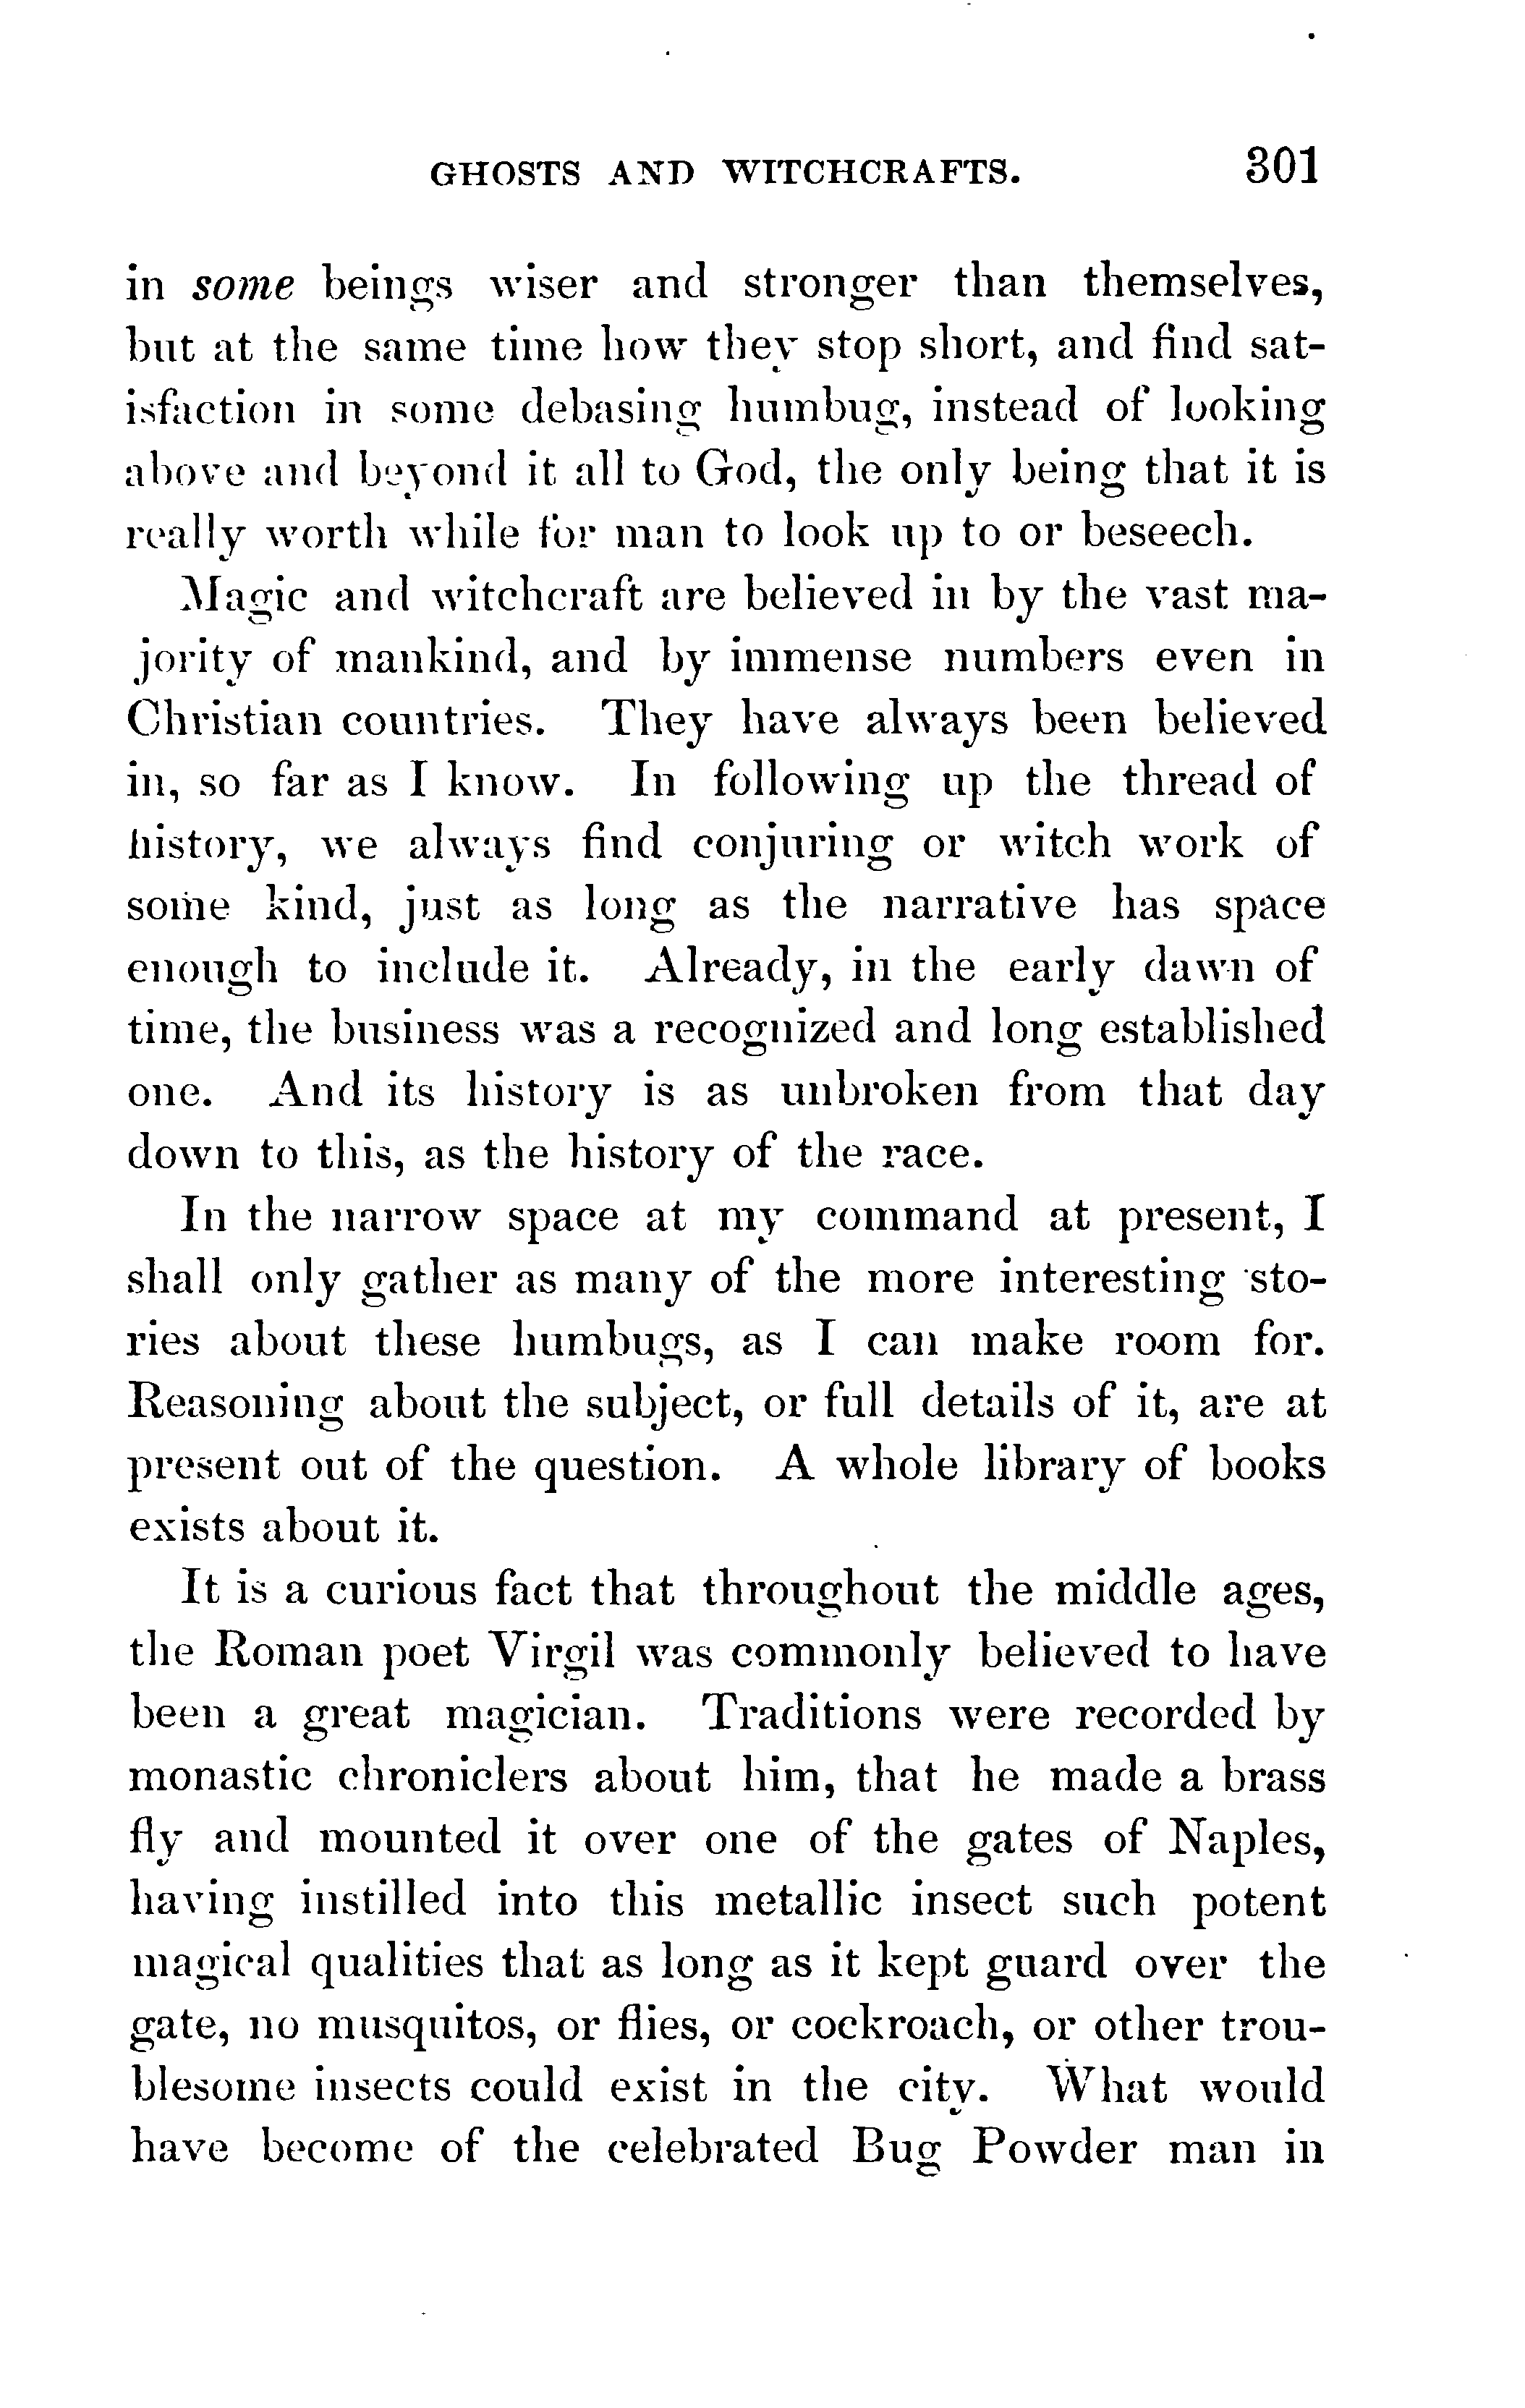 GHOSTS AND WITCHCRAFTS. 301
in some beings wiser and stronger than themselves,
but at the same time how they stop short, and find sat-
isfaction in some debasing humbug, instead of looking
above and beyond it all to God, the only being that it is
really worth while for man to look up to or beseech.
Magic and witchcraft are believed in by the vast ma-
jority of mankind, and by immense numbers even in
Christian countries. They have always been believed
in, so far as I know. In following up the thread of
history, we always find conjuring or witch work of
some kind, just as long as the narrative has space
enough to include it. Already, in the early dawn of
time, the business was a recognized and long established
one. And its history is as unbroken from that day
down to this, as the history of the race.
In the narrow space at my command at present, I
shall only gather as many of the more interesting sto-
ries about these humbugs, as I can make room for.
Reasoning about the subject, or full details of it, are at
present out of the question. A whole library of books
exists about it.
It is a curious fact that throughout the middle ages,
the Roman poet Virgil was commonly believed to have
been a great magician. Traditions were recorded by
monastic chroniclers about him, that he made a brass
fly and mounted it over one of the gates of Naples,
having instilled into this metallic insect such potent
magical qualities that as long as it kept guard over the
gate, no musquitos, or flies, or cockroach, or other trou-
blesome insects could exist in the city. What would
have become of the celebrated Bug Powder man in